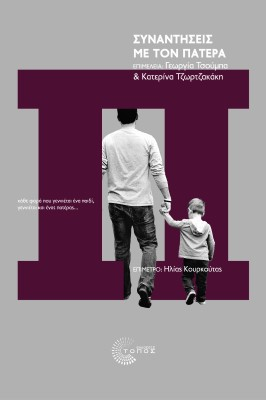 ΣΥΝΑΝΤΗΣΕΙΣ
ΜΕ ΤΟΝ ΠΑΤΕΡΑ
ΕΠΙΜΕΛΕΙΑ: Γεωργία Τσούμπα
& Κατερίνα Τζωρτζακάκη
Π
κάθε φορά που γεννιέται ένα παιδί,
γεννιέται και ένας πατέρας...
ΕΠΙΜΕΤΡΟ: Ηλίας Κουρκούτας
τόπος